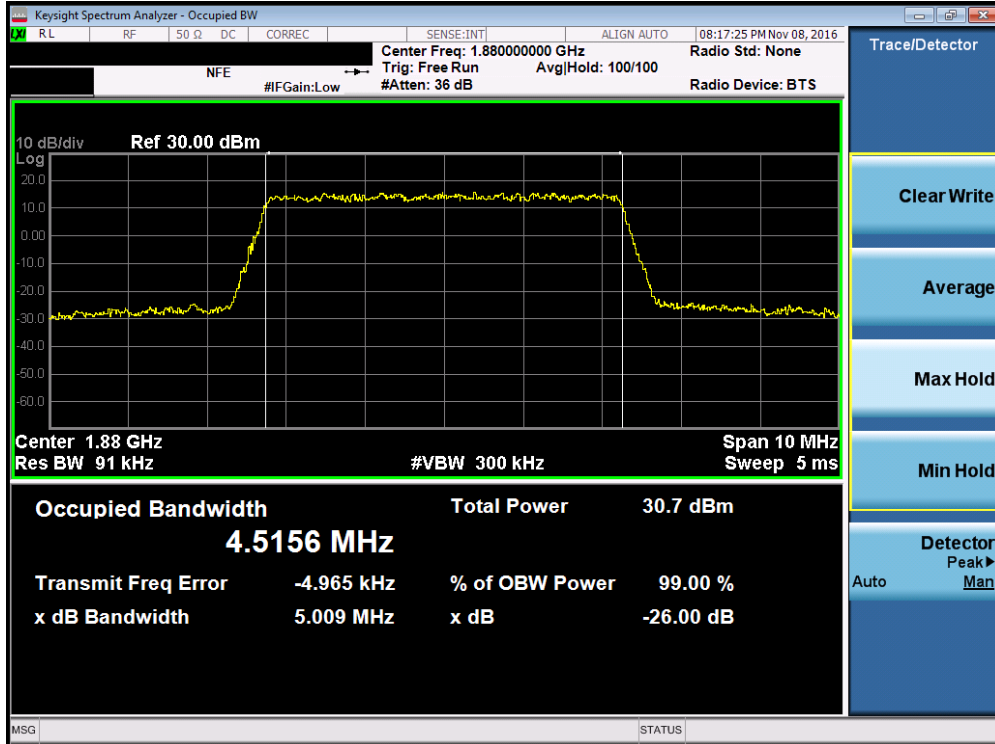 Keysight Spectrum Analyzer - Occupied BW
LXI RL RF 50 Ω DC CORREC SENSE:INT ALIGN AUTO 08:17:25 PM Nov 08, 2016
Center Freq: 1.880000000 GHz Radio Std: None
NFE Trig: Free Run Avg|Hold: 100/100
#IFGain:Low #Atten: 36 dB Radio Device: BTS
10 dB/div Ref 30.00 dBm
Log
20.0
10.0
0.00
-10.0
-20.0
-30.0
-40.0
-50.0
-60.0
Center 1.88 GHz Span 10 MHz
Res BW 91 kHz #VBW 300 kHz Sweep 5 ms
Occupied Bandwidth Total Power 30.7 dBm
4.5156 MHz
Transmit Freq Error -4.965 kHz % of OBW Power 99.00 %
x dB Bandwidth 5.009 MHz x dB -26.00 dB
MSG STATUS
Trace/Detector
Clear Write
Average
Max Hold
Min Hold
Detector
Peak▶
Auto Man